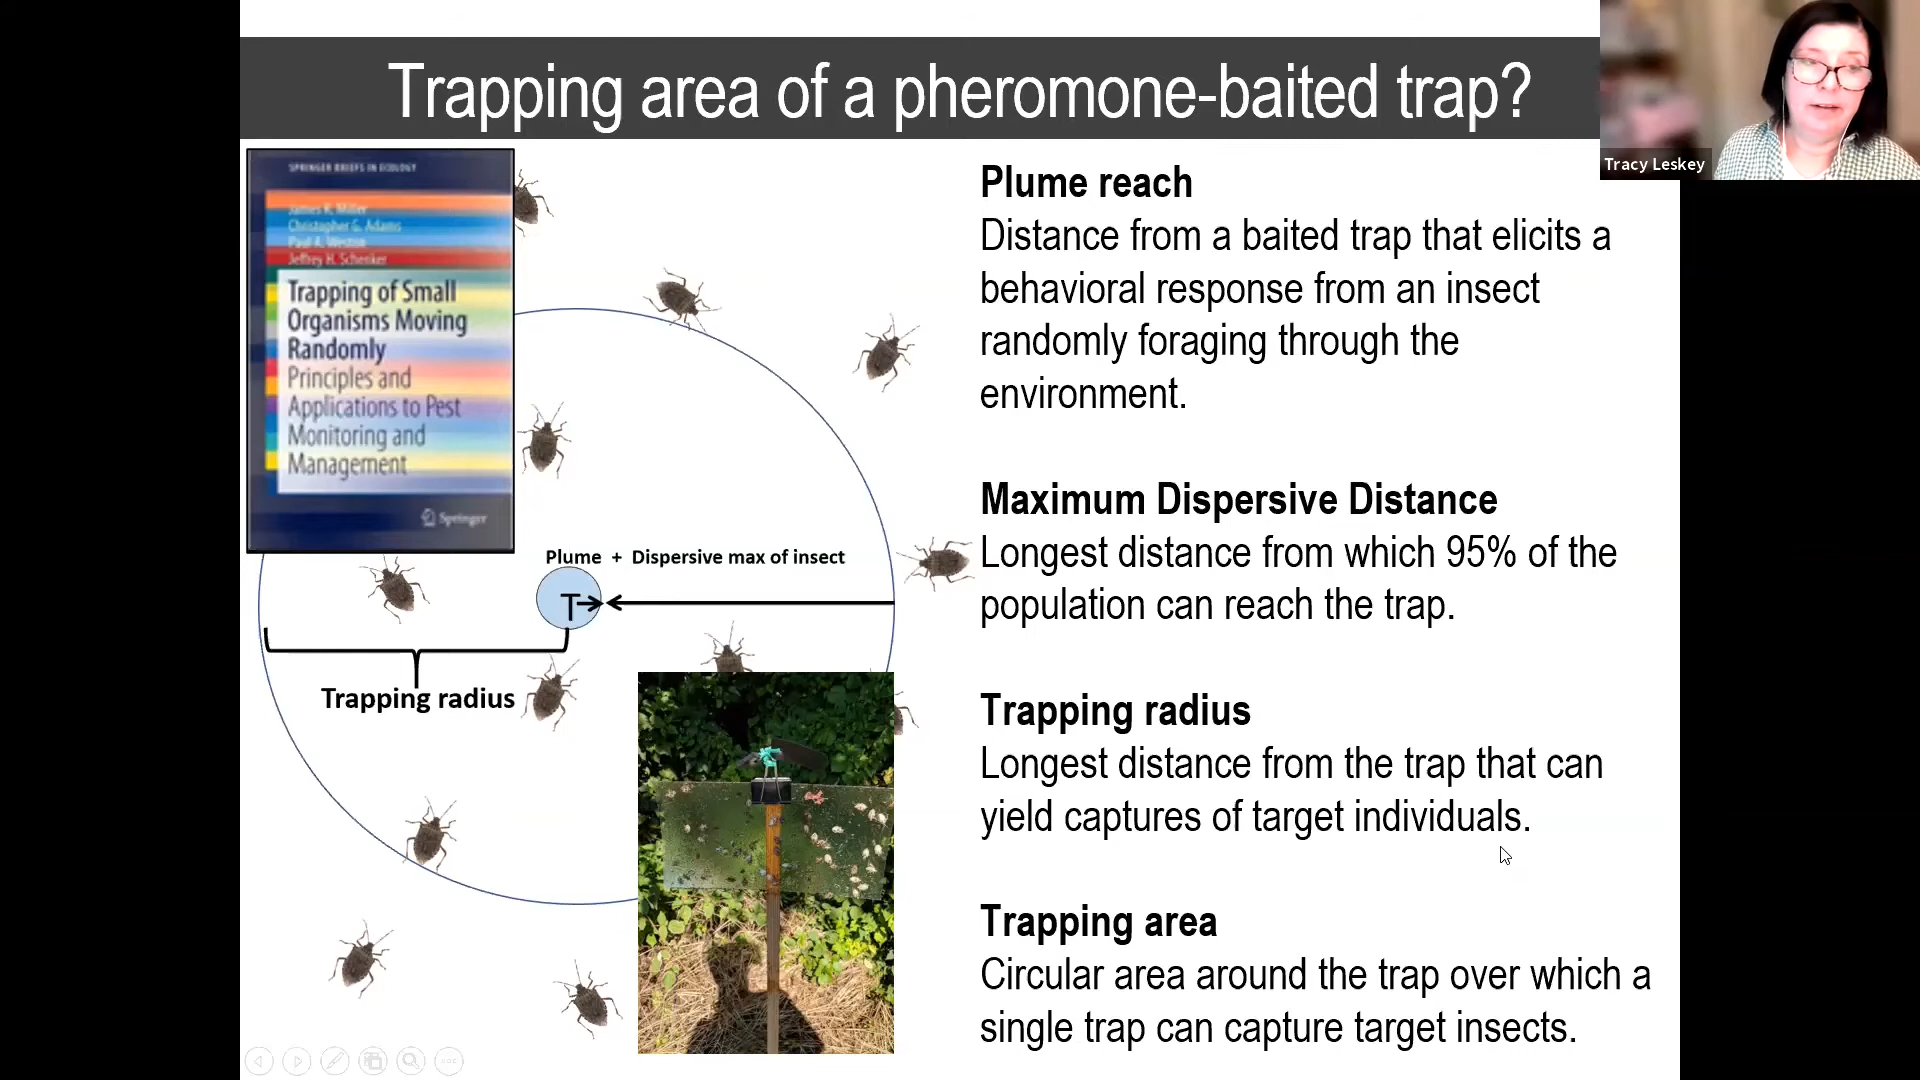 Trapping area of a pheromone-baited trap?
Tracy Leskey
SPRINGER BRIEFS IN ECOLOGY
James R. Miller
Christopher G. Adams
Paul A. Weston
Jeffrey H. Schenker
Trapping of Small
Organisms Moving
Randomly
Principles and
Applications to Pest
Monitoring and
Management
Springer
Plume + Dispersive max of insect
T
Trapping radius
Plume reach
Distance from a baited trap that elicits a
behavioral response from an insect
randomly foraging through the
environment.
Maximum Dispersive Distance
Longest distance from which 95% of the
population can reach the trap.
Trapping radius
Longest distance from the trap that can
yield captures of target individuals.
Trapping area
Circular area around the trap over which a
single trap can capture target insects.